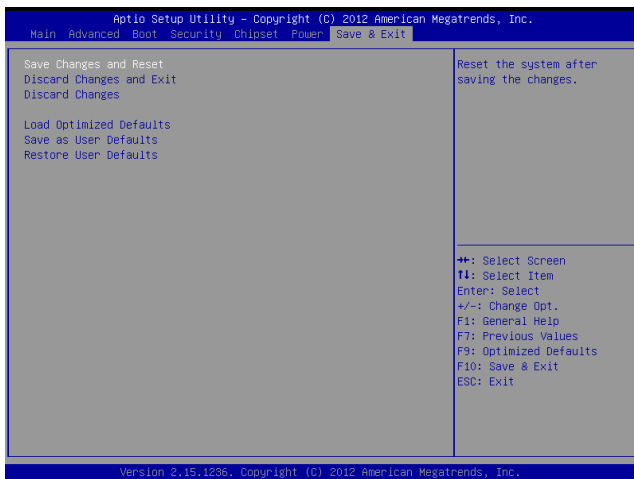 Aptio Setup Utility – Copyright (C) 2012 American Megatrends, Inc.
Main Advanced Boot Security Chipset Power Save & Exit
Save Changes and Reset
Discard Changes and Exit
Discard Changes
Load Optimized Defaults
Save as User Defaults
Restore User Defaults
Reset the system after
saving the changes.
→←: Select Screen
↑↓: Select Item
Enter: Select
+/-: Change Opt.
F1: General Help
F7: Previous Values
F9: Optimized Defaults
F10: Save & Exit
ESC: Exit
Version 2.15.1236. Copyright (C) 2012 American Megatrends, Inc.